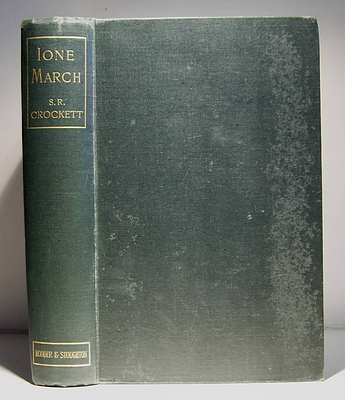 IONE
MARCH
S.R.
CROCKETT
HODDER & STOUGHTON